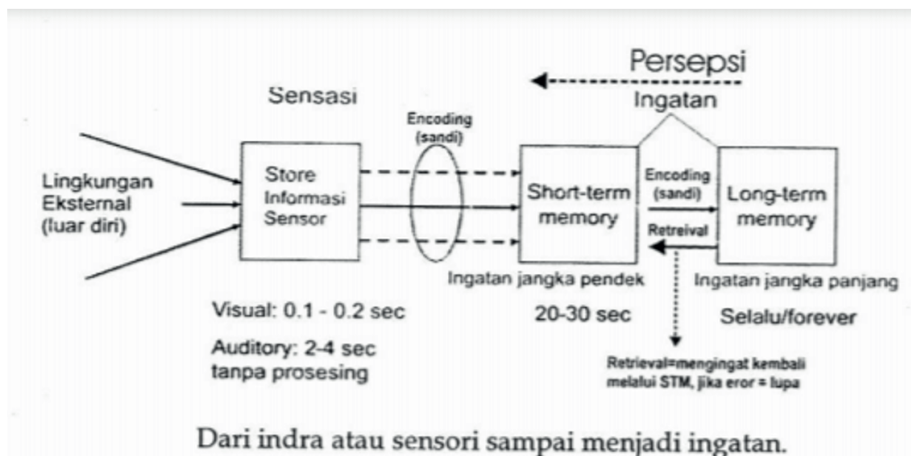 Persepsi
Sensasi
Ingatan
Encoding
(sandi)
Lingkungan
Eksternal
(luar diri)
Store
Informasi
Sensor
Short-term
memory
Encoding
(sandi)
Retreival
Long-term
memory
Ingatan jangka pendek
Ingatan jangka panjang
Visual: 0.1 - 0.2 sec
20-30 sec
Selalu/forever
Auditory: 2-4 sec
tanpa prosesing
Retrieval=mengingat kembali
melalui STM, jika eror = lupa
Dari indra atau sensori sampai menjadi ingatan.